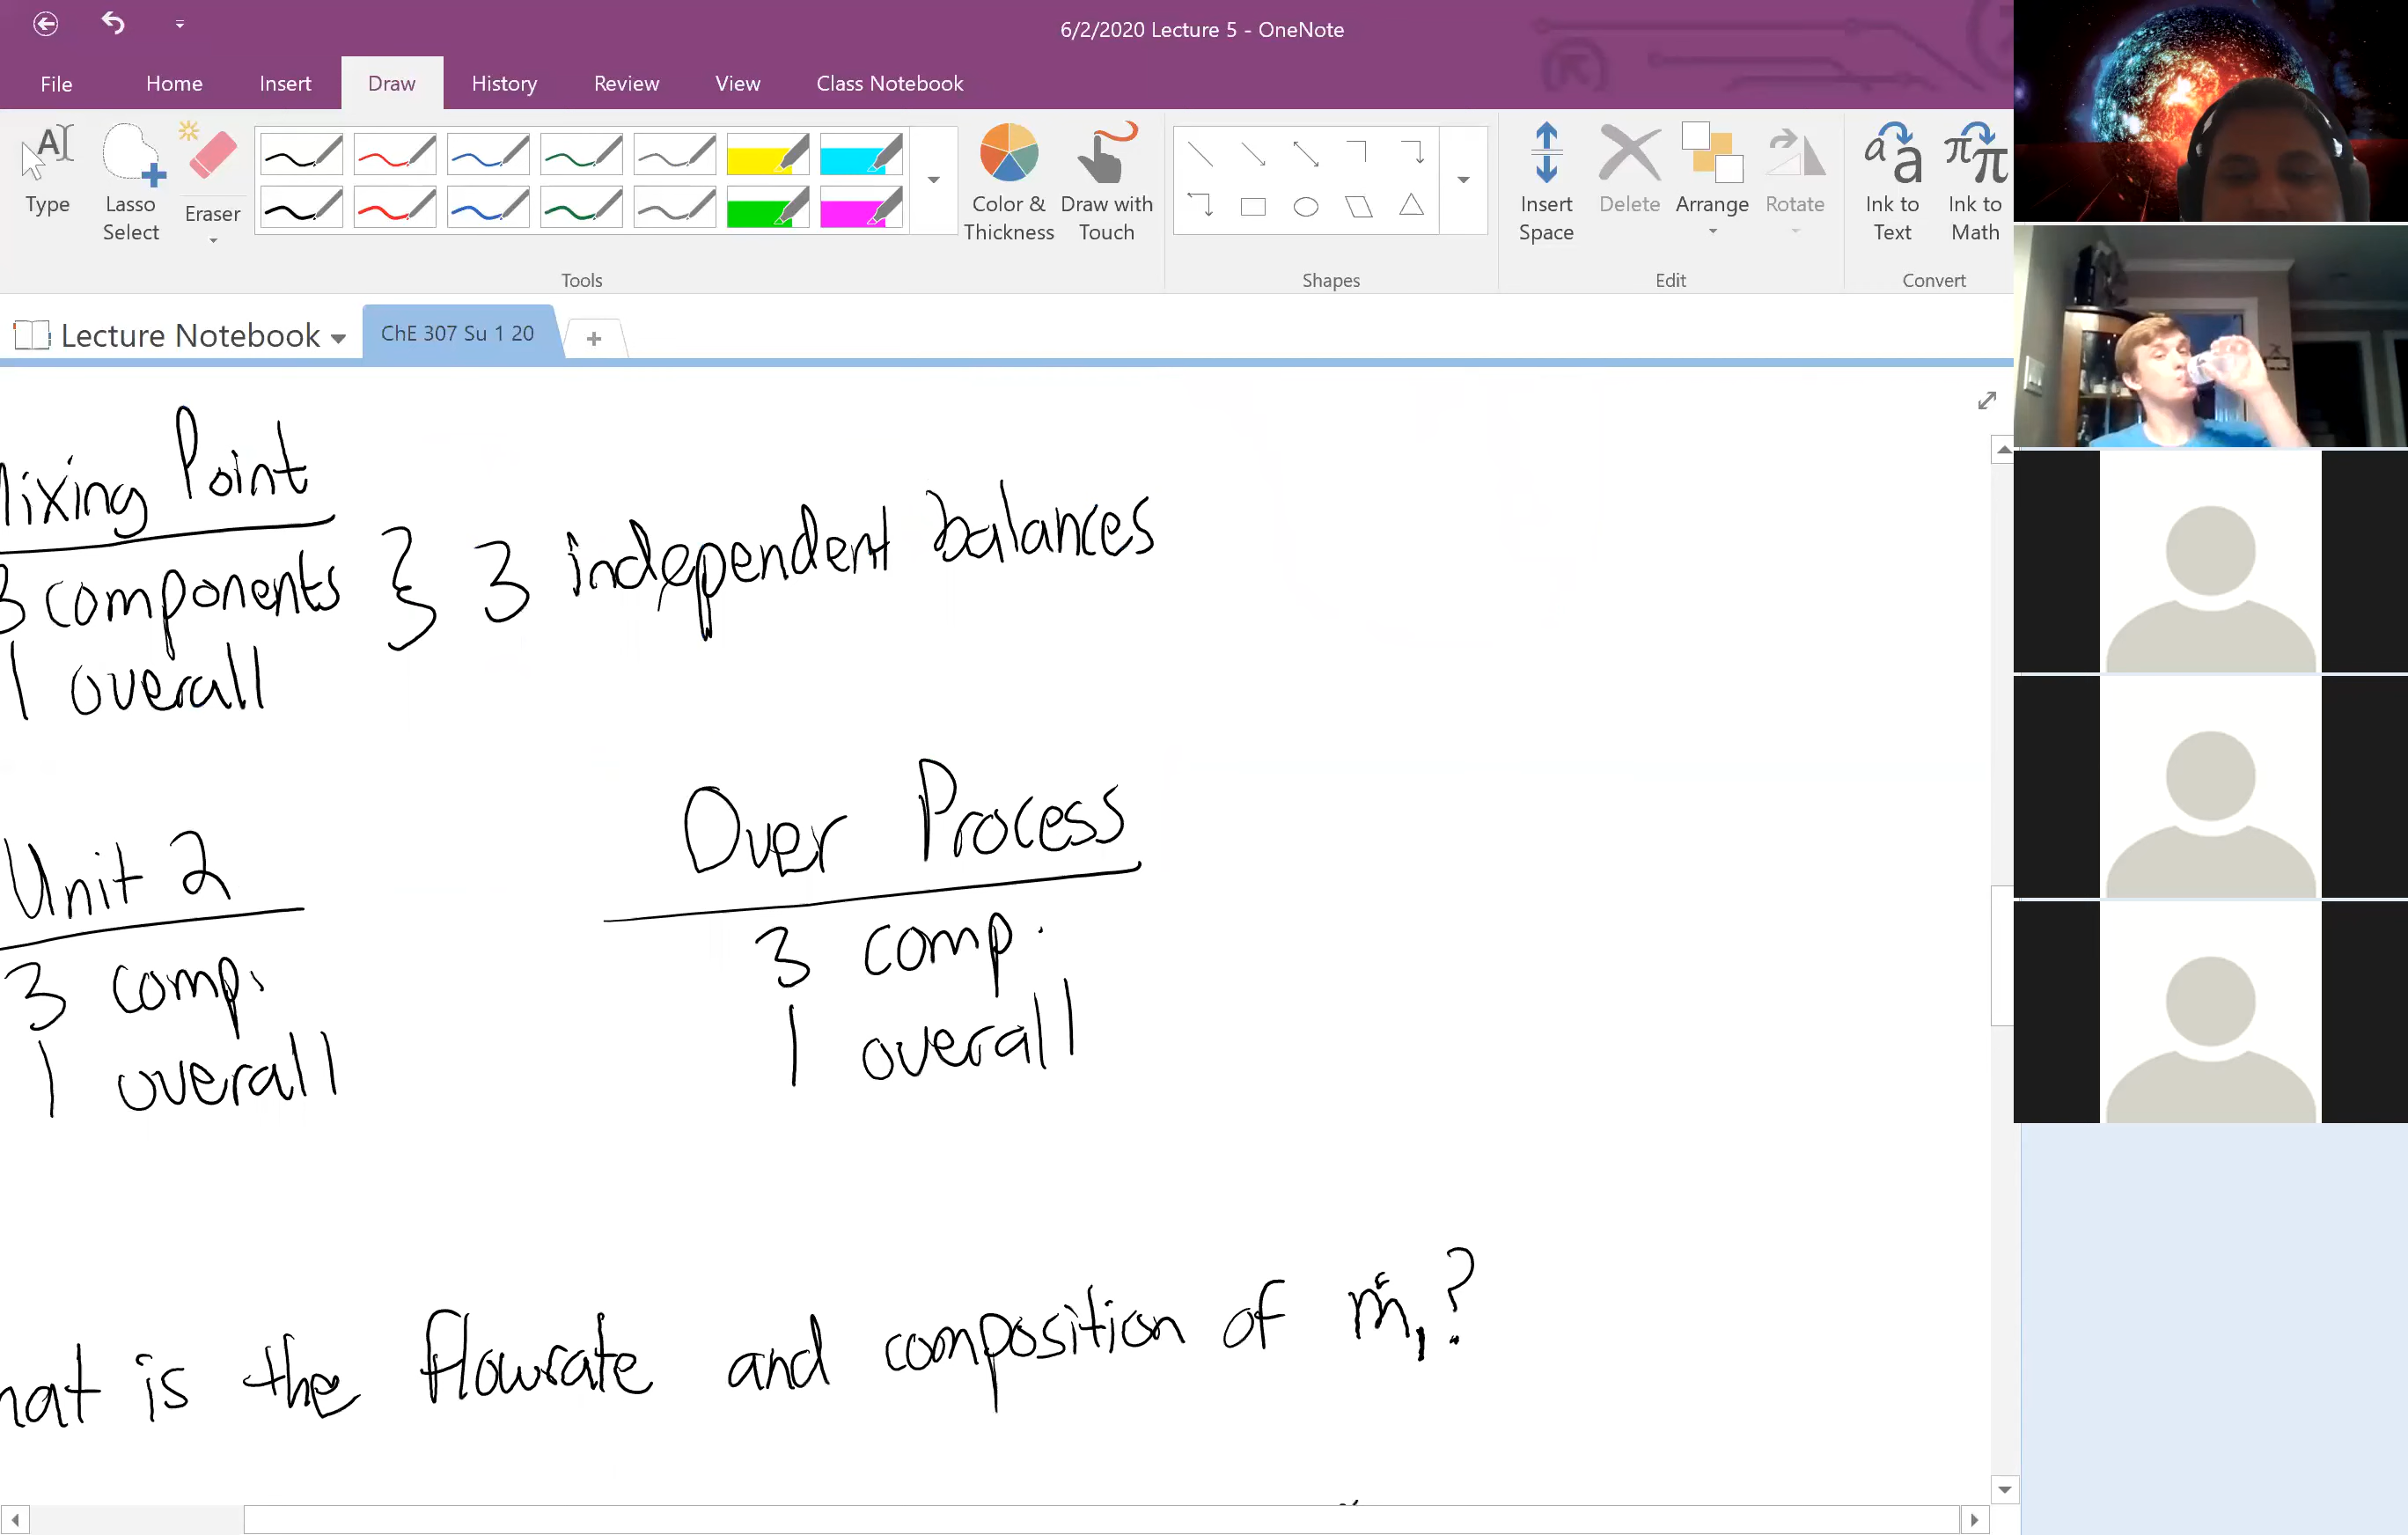 6/2/2020 Lecture 5 - OneNote
File Home Insert Draw History Review View Class Notebook
Type
Lasso Select
Eraser
Color & Thickness
Draw with Touch
Insert Space
Delete
Arrange
Rotate
Ink to Text
Ink to Math
Tools
Shapes
Edit
Convert
Lecture Notebook
ChE 307 Su 1 20
ixing Point
3 components } 3 independent balances
1 overall
Unit 2
3 comp.
1 overall
Over Process
3 comp.
1 overall
hat is the flowrate and composition of ṁ₁?